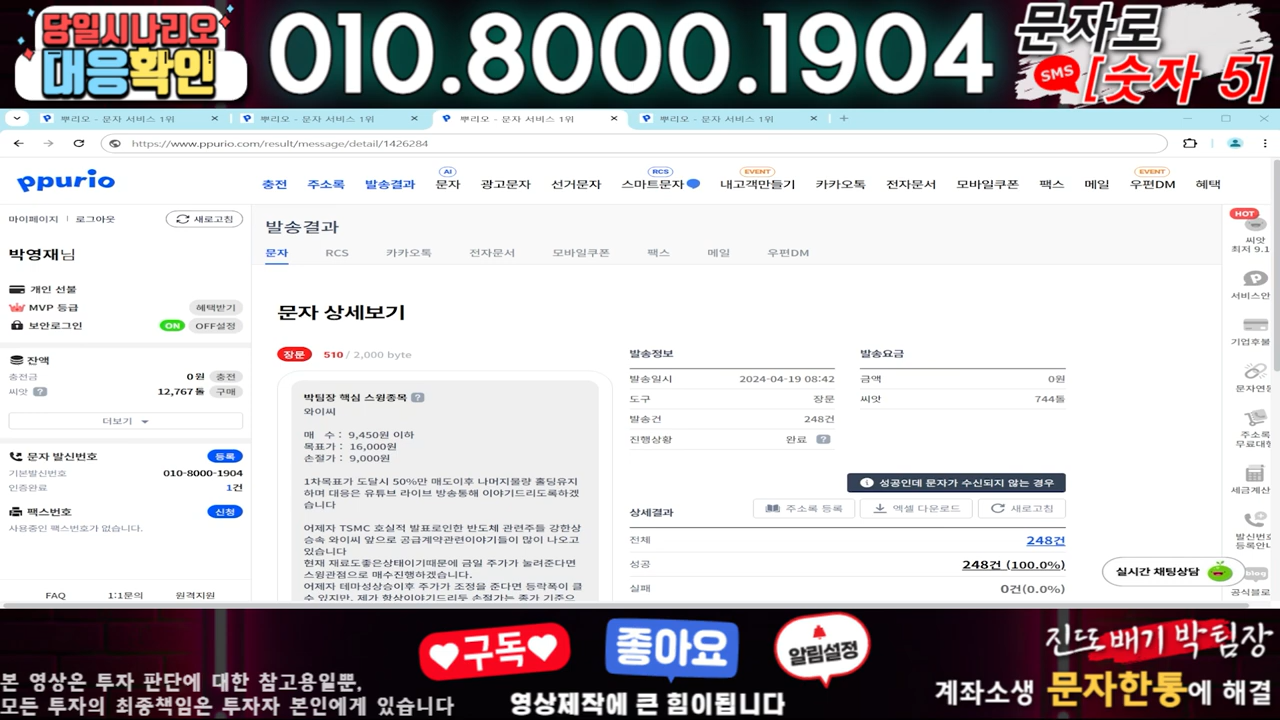 당일시나리오
대응확인
010.8000.1904
문자로
SMS
[숫자 5]
뿌리오 - 문자 서비스 1위
뿌리오 - 문자 서비스 1위
뿌리오 - 문자 서비스 1위
뿌리오 - 문자 서비스 1위
https://www.ppurio.com/result/message/detail/1426284
ppurio
충전
주소록
발송결과
AI
문자
광고문자
선거문자
RCS
스마트문자
EVENT
내고객만들기
카카오톡
전자문서
모바일쿠폰
팩스
메일
EVENT
우편DM
혜택
마이페이지 | 로그아웃
새로고침
박영재님
개인 선불
MVP 등급
혜택받기
보안로그인
ON
OFF설정
잔액
충전금
0원
충전
씨앗 ?
12,767톨
구매
더보기
문자 발신번호
등록
기본발신번호
010-8000-1904
인증완료
1건
팩스번호
신청
사용중인 팩스번호가 없습니다.
FAQ
1:1문의
원격지원
발송결과
문자
RCS
카카오톡
전자문서
모바일쿠폰
팩스
메일
우편DM
문자 상세보기
장문
510 / 2,000 byte
박팀장 핵심 스윙종목 ?
와이씨
매 수 : 9,450원 이하
목표가 : 16,000원
손절가 : 9,000원
1차목표가 도달시 50%만 매도이후 나머지물량 홀딩유지
하며 대응은 유튜브 라이브 방송통해 이야기드리도록하겠
습니다
어제자 TSMC 호실적 발표로인한 반도체 관련주들 강한상
승속 와이씨 앞으로 공급계약관련이야기들이 많이 나오고
있습니다
현재 재료도좋은상태이기때문에 금일 주가가 눌려준다면
스윙관점으로 매수진행하겠습니다.
어제자 테마성상승이후 주가가 조정을 준다면 등락폭이 클
수 있지만, 제가 항상이야기드리듯 손절가는 종가 기준으
발송정보
발송일시
2024-04-19 08:42
도구
장문
발송건
248건
진행상황
완료 ?
발송요금
금액
0원
씨앗
744톨
성공인데 문자가 수신되지 않는 경우
상세결과
주소록 등록
엑셀 다운로드
새로고침
전체
248건
성공
248건 (100.0%)
실패
0건(0.0%)
HOT
씨앗
최저 9.1
서비스안
기업후불
문자연동
주소록
무료대행
세금계산
발신번호
등록안내
blog
공식블로
실시간 채팅상담
본 영상은 투자 판단에 대한 참고용일뿐,
모든 투자의 최종책임은 투자자 본인에게 있습니다
구독
좋아요
알림설정
영상제작에 큰 힘이됩니다
진또배기 박팀장
계좌소생 문자한통에 해결